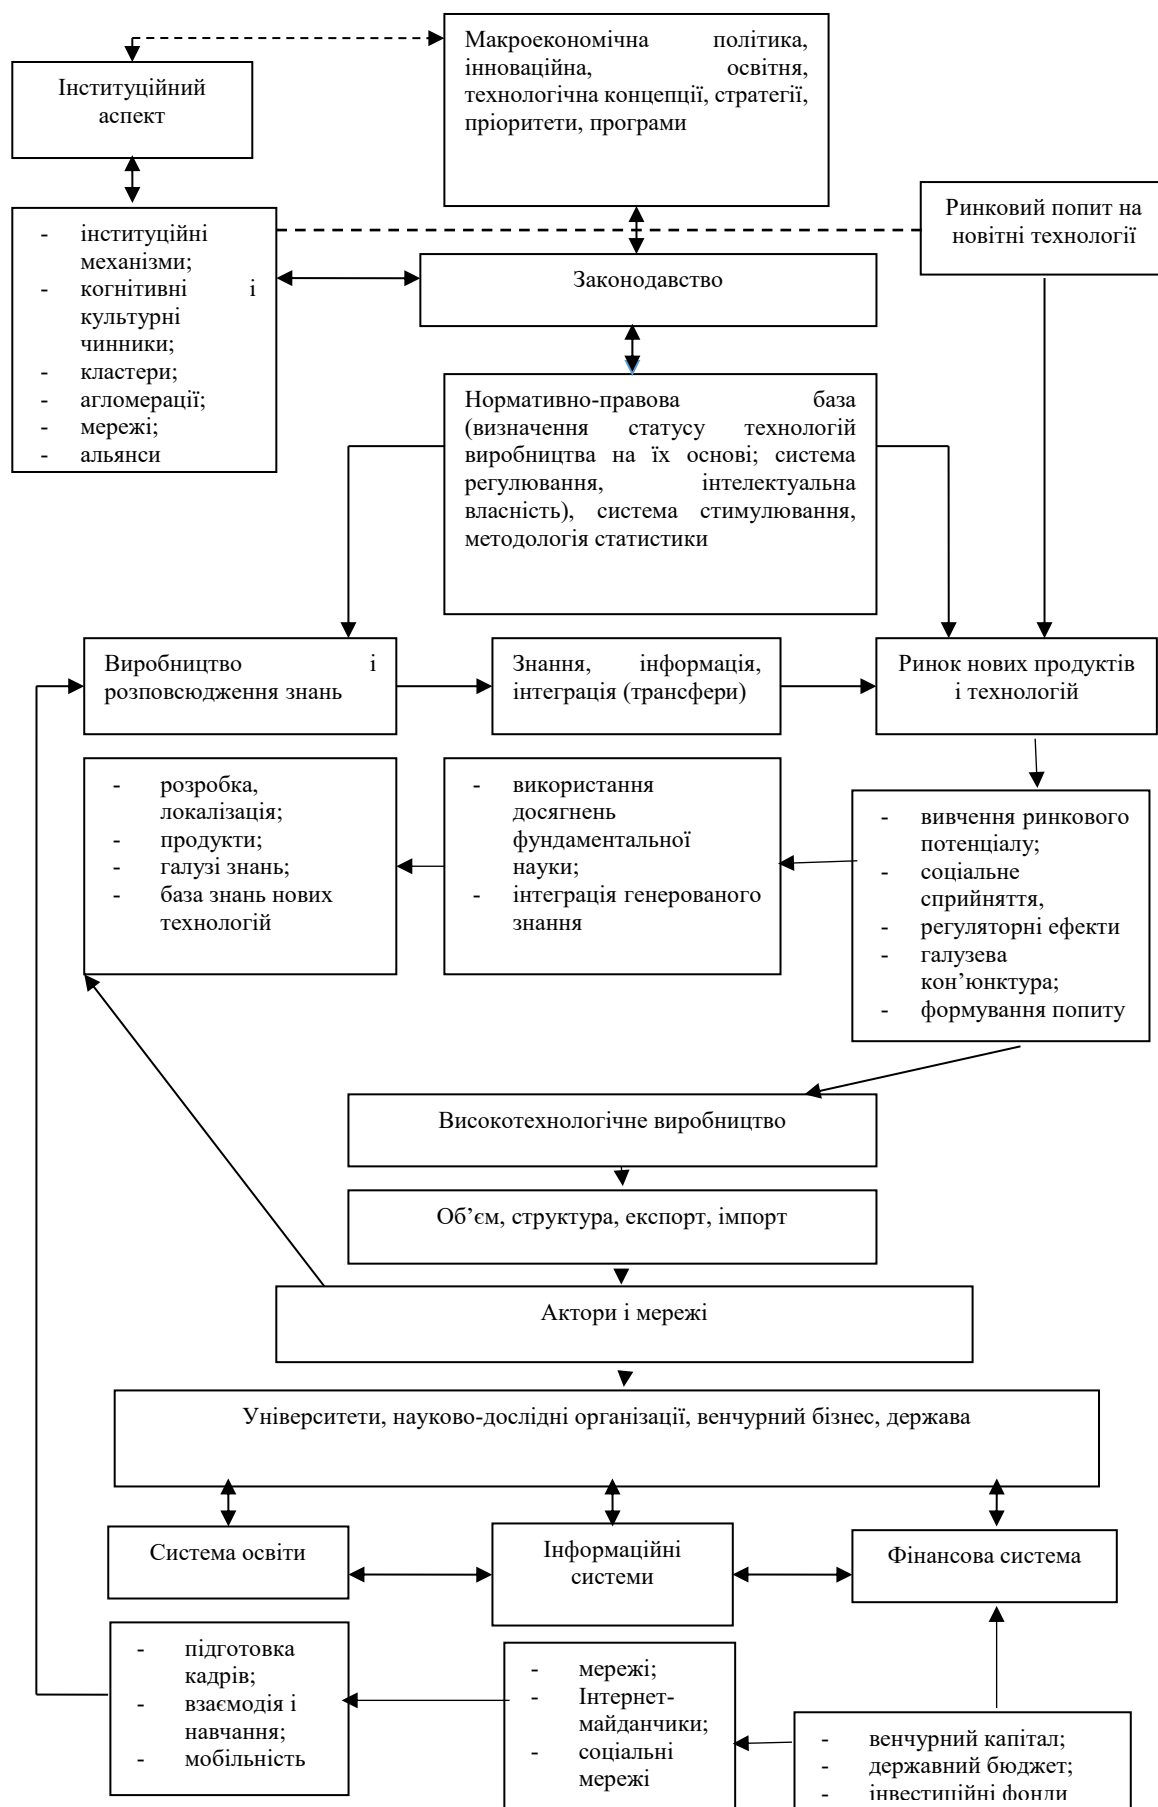 Макроекономічна політика,
інноваційна, освітня,
технологічна концепції, стратегії,
пріоритети, програми
Інституційний
аспект
Ринковий попит на
новітні технології
- інституційні
механізми;
- когнітивні і
культурні
чинники;
- кластери;
- агломерації;
- мережі;
- альянси
Законодавство
Нормативно-правова база
(визначення статусу технологій
виробництва на їх основі; система
регулювання, інтелектуальна
власність), система стимулювання,
методологія статистики
Виробництво і
розповсюдження знань
Знання, інформація,
інтеграція (трансфери)
Ринок нових продуктів
і технологій
- розробка,
локалізація;
- продукти;
- галузі знань;
- база знань нових
технологій
- використання
досягнень
фундаментальної
науки;
- інтеграція генерованого
знання
- вивчення ринкового
потенціалу;
- соціальне
сприйняття,
- регуляторні ефекти
- галузева
кон’юнктура;
- формування попиту
Високотехнологічне виробництво
Об’єм, структура, експорт, імпорт
Актори і мережі
Університети, науково-дослідні організації, венчурний бізнес, держава
Система освіти
Інформаційні
системи
Фінансова система
- підготовка
кадрів;
- взаємодія і
навчання;
- мобільність
- мережі;
- Інтернет-
майданчики;
- соціальні
мережі
- венчурний капітал;
- державний бюджет;
- інвестиційні фонди